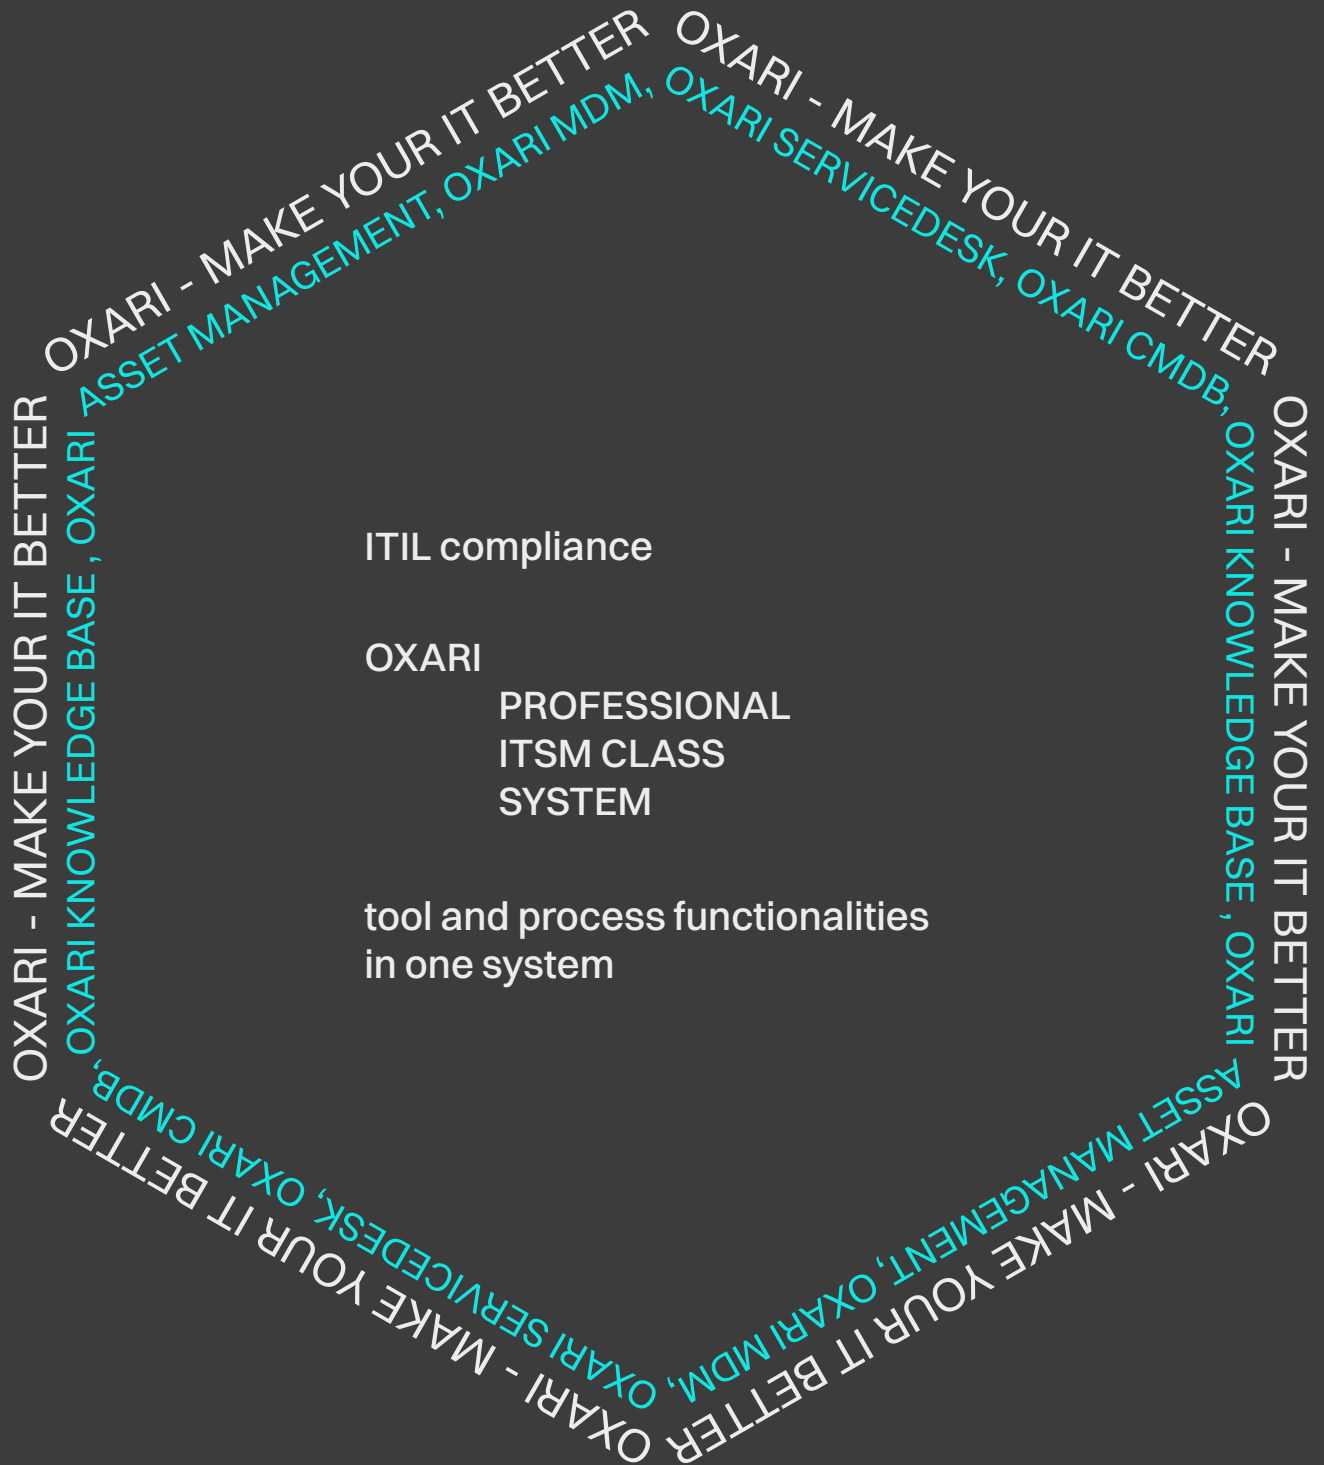 OXARI - MAKE YOUR IT BETTER
OXARI - MAKE YOUR IT BETTER
OXARI - MAKE YOUR IT BETTER
OXARI - MAKE YOUR IT BETTER
OXARI - MAKE YOUR IT BETTER
OXARI - MAKE YOUR IT BETTER
OXARI SERVICEDESK, OXARI CMDB,
OXARI KNOWLEDGE BASE , OXARI
ASSET MANAGEMENT, OXARI MDM,
OXARI SERVICEDESK, OXARI CMDB,
OXARI KNOWLEDGE BASE , OXARI
ASSET MANAGEMENT, OXARI MDM,
ITIL compliance
OXARI
PROFESSIONAL
ITSM CLASS
SYSTEM
tool and process functionalities
in one system